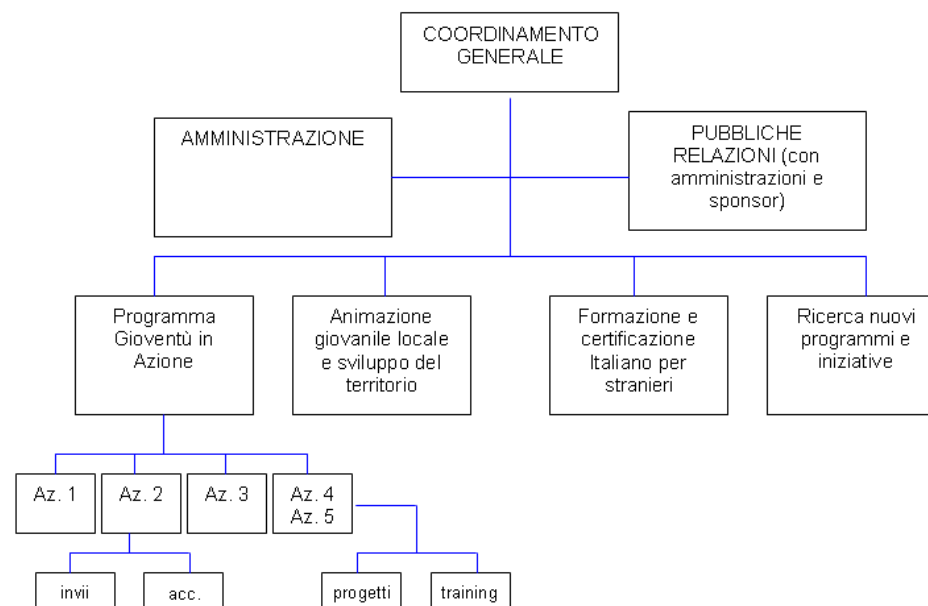 COORDINAMENTO
GENERALE
AMMINISTRAZIONE
PUBBLICHE
RELAZIONI (con
amministrazioni e
sponsor)
Programma
Gioventù in
Azione
Animazione
giovanile locale
e sviluppo del
territorio
Formazione e
certificazione
Italiano per
stranieri
Ricerca nuovi
programmi e
iniziative
Az. 1
Az. 2
Az. 3
Az. 4
Az. 5
invii
acc.
progetti
training